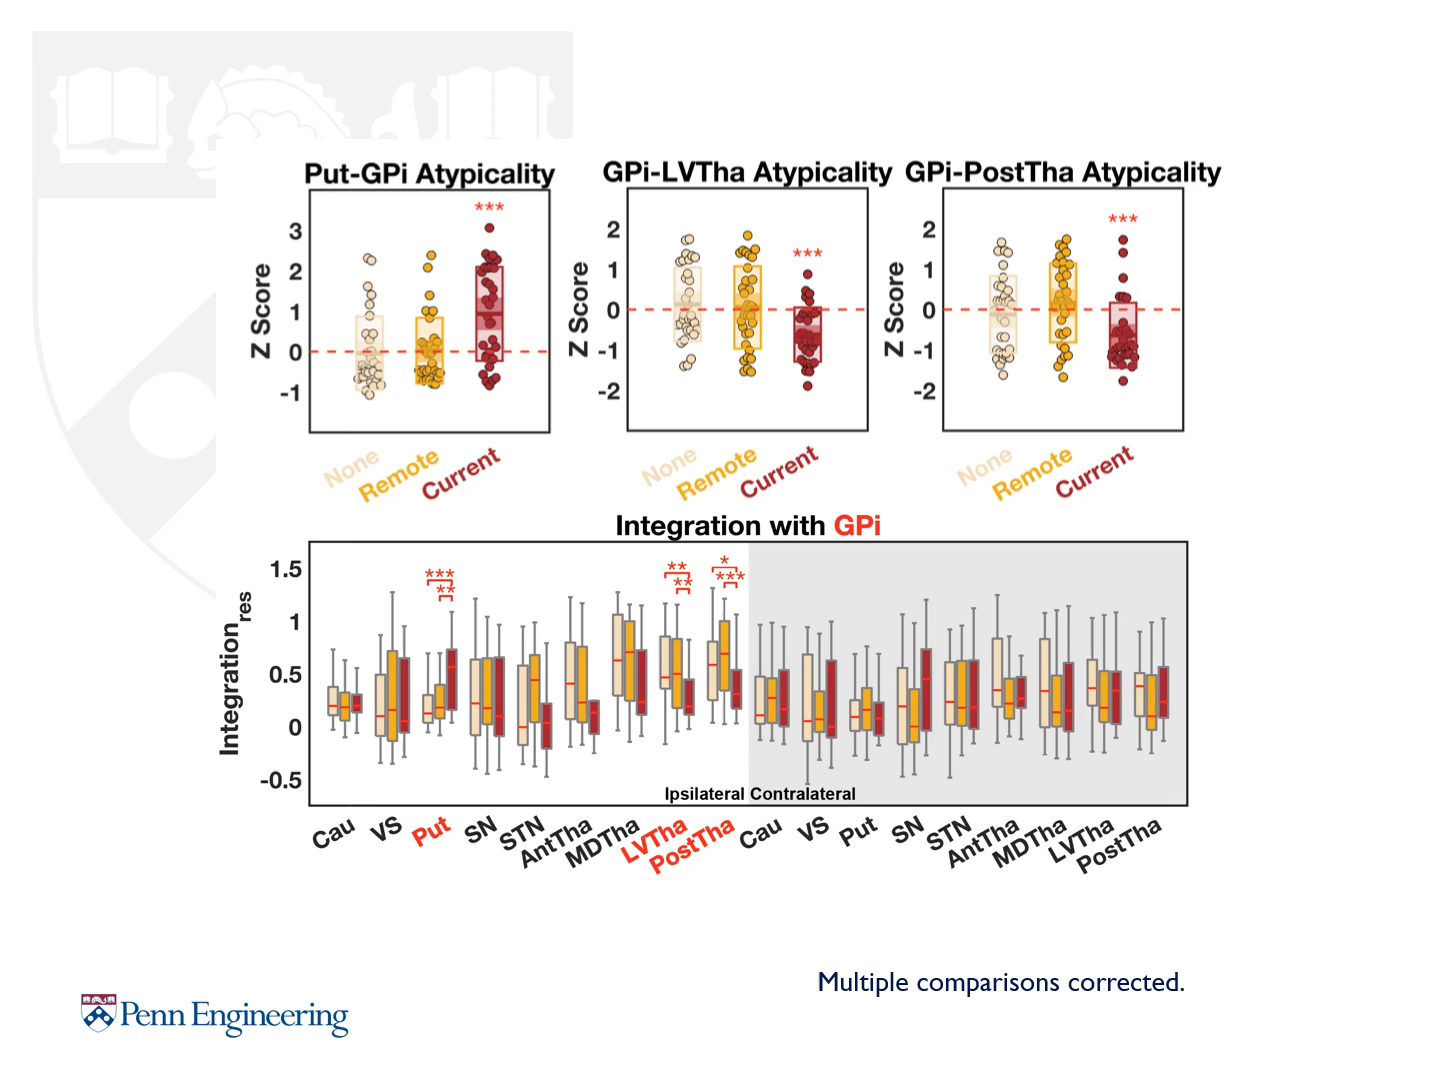 Put-GPi Atypicality
GPi-LVTha Atypicality
GPi-PostTha Atypicality
***
***
***
Z Score
3
2
1
0
-1
Z Score
2
1
0
-1
-2
Z Score
2
1
0
-1
-2
None
Remote
Current
None
Remote
Current
None
Remote
Current
Integration with GPi
Integrationres
1.5
1
0.5
0
-0.5
***
**
**
**
*
***
Ipsilateral Contralateral
Cau
VS
Put
SN
STN
AntTha
MDTha
LVTha
PostTha
Cau
VS
Put
SN
STN
AntTha
MDTha
LVTha
PostTha
Multiple comparisons corrected.
Penn Engineering